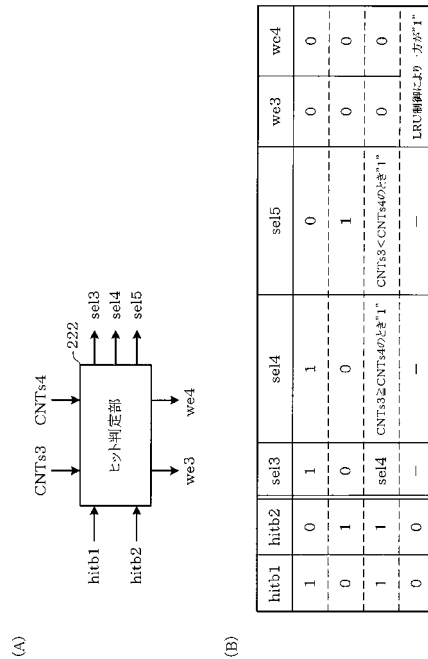 (A)
CNTs3 CNTs4
222
hitb1 ヒット判定部 sel3
hitb2 sel4
sel5
we3 we4
(B)
hitb1 hitb2 sel3 sel4 sel5 we3 we4
1 0 1 1 0 0 0
0 1 0 0 1 0 0
1 1 sel4 CNTs3≧CNTs4のとき"1" CNTs3<CNTs4のとき"1" 0 0
0 0 − − − LRU制御により一方が"1"